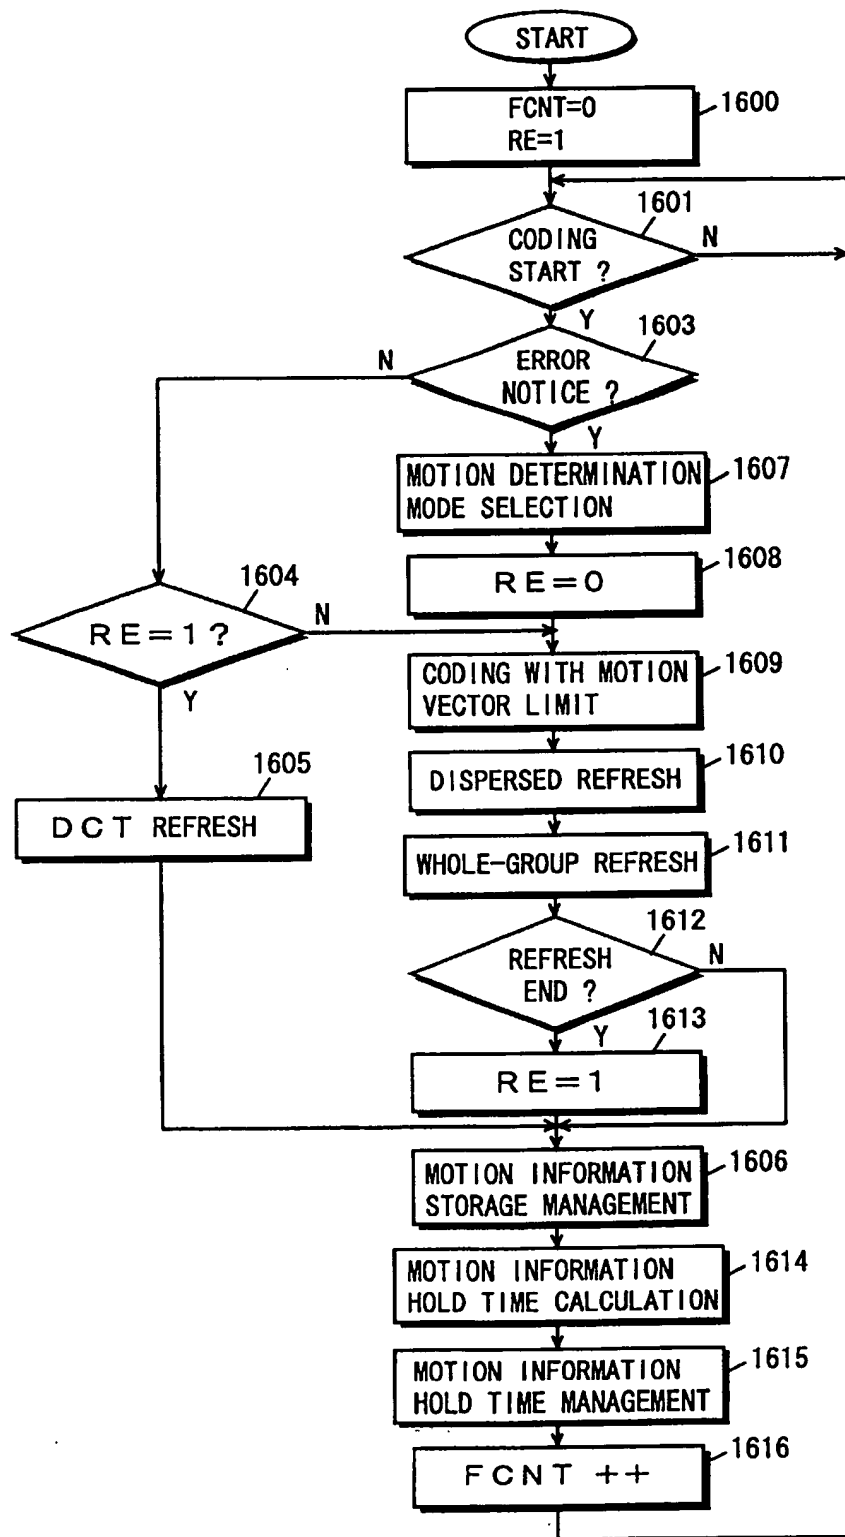 START
FCNT=0
RE=1
1600
1601
CODING
START ?
N
Y
1603
ERROR
NOTICE ?
N
Y
MOTION DETERMINATION
MODE SELECTION
1607
RE=0
1608
1604
RE=1?
N
Y
CODING WITH MOTION
VECTOR LIMIT
1609
DISPERSED REFRESH
1610
1605
DCT REFRESH
WHOLE-GROUP REFRESH
1611
1612
REFRESH
END ?
N
Y
1613
RE=1
MOTION INFORMATION
STORAGE MANAGEMENT
1606
MOTION INFORMATION
HOLD TIME CALCULATION
1614
MOTION INFORMATION
HOLD TIME MANAGEMENT
1615
FCNT ++
1616